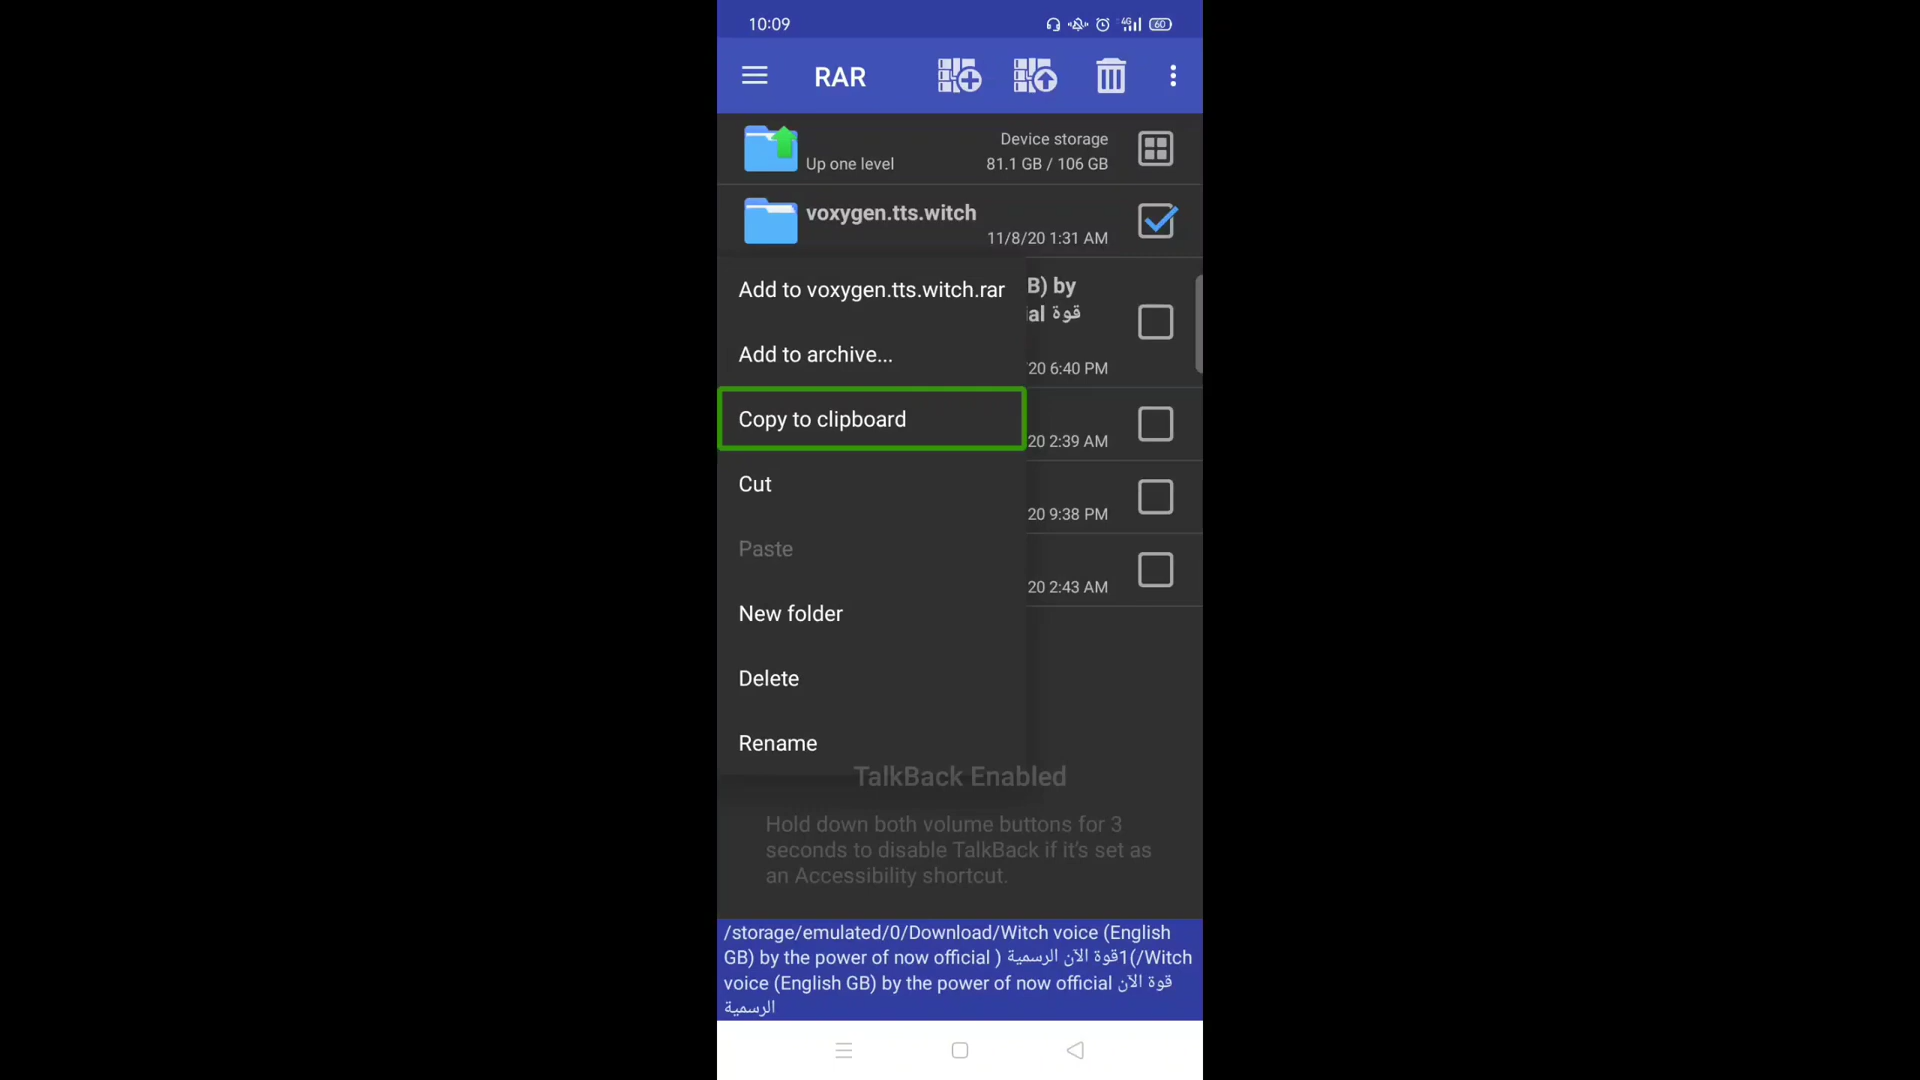 10:09
4G
60
RAR
Device storage
Up one level
81.1 GB / 106 GB
voxygen.tts.witch
11/8/20 1:31 AM
Add to voxygen.tts.witch.rar
B) by
ial قوة
Add to archive...
/20 6:40 PM
Copy to clipboard
20 2:39 AM
Cut
20 9:38 PM
Paste
20 2:43 AM
New folder
Delete
Rename
TalkBack Enabled
Hold down both volume buttons for 3
seconds to disable TalkBack if it's set as
an Accessibility shortcut.
/storage/emulated/0/Download/Witch voice (English
GB) by the power of now official ) قوة الآن الرسمية1(/Witch
voice (English GB) by the power of now official قوة الآن
الرسمية